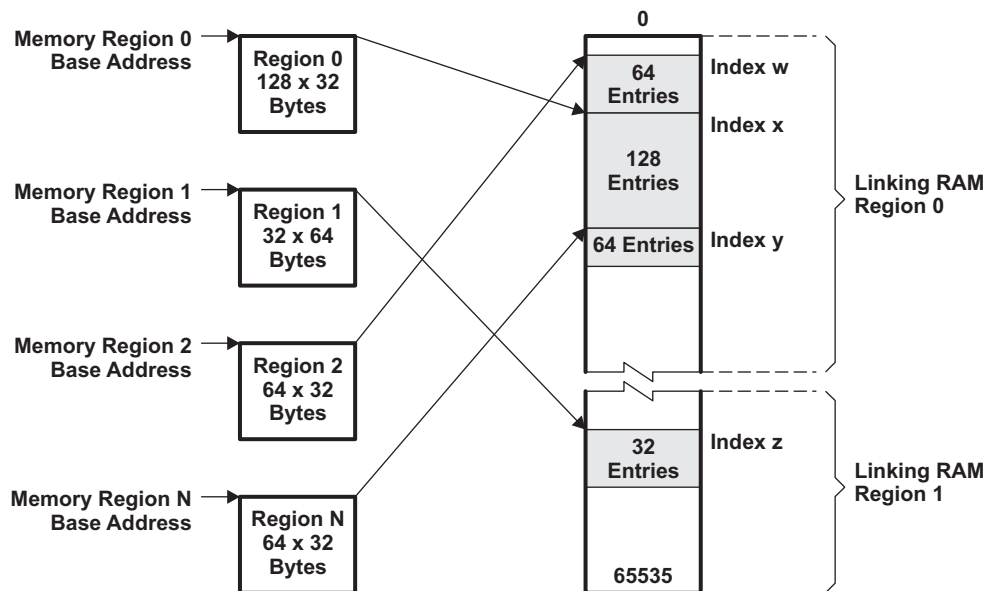 Memory Region 0
Base Address
Region 0
128 x 32
Bytes
Memory Region 1
Base Address
Region 1
32 x 64
Bytes
Memory Region 2
Base Address
Region 2
64 x 32
Bytes
Memory Region N
Base Address
Region N
64 x 32
Bytes
0
64
Entries
128
Entries
64 Entries
32
Entries
65535
Index w
Index x
Index y
Index z
Linking RAM
Region 0
Linking RAM
Region 1